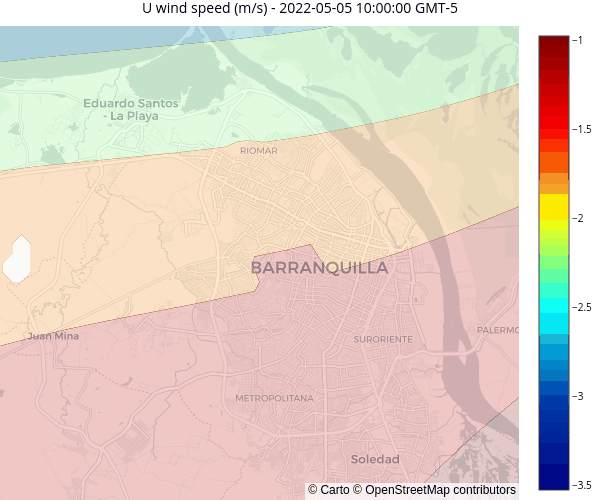 U wind speed (m/s) - 2022-05-05 10:00:00 GMT-5
Eduardo Santos
- La Playa
RIOMAR
BARRANQUILLA
Juan Mina
SURORIENTE
PALERMO
METROPOLITANA
Soledad
© Carto © OpenStreetMap contributors
−1
−1.5
−2
−2.5
−3
−3.5